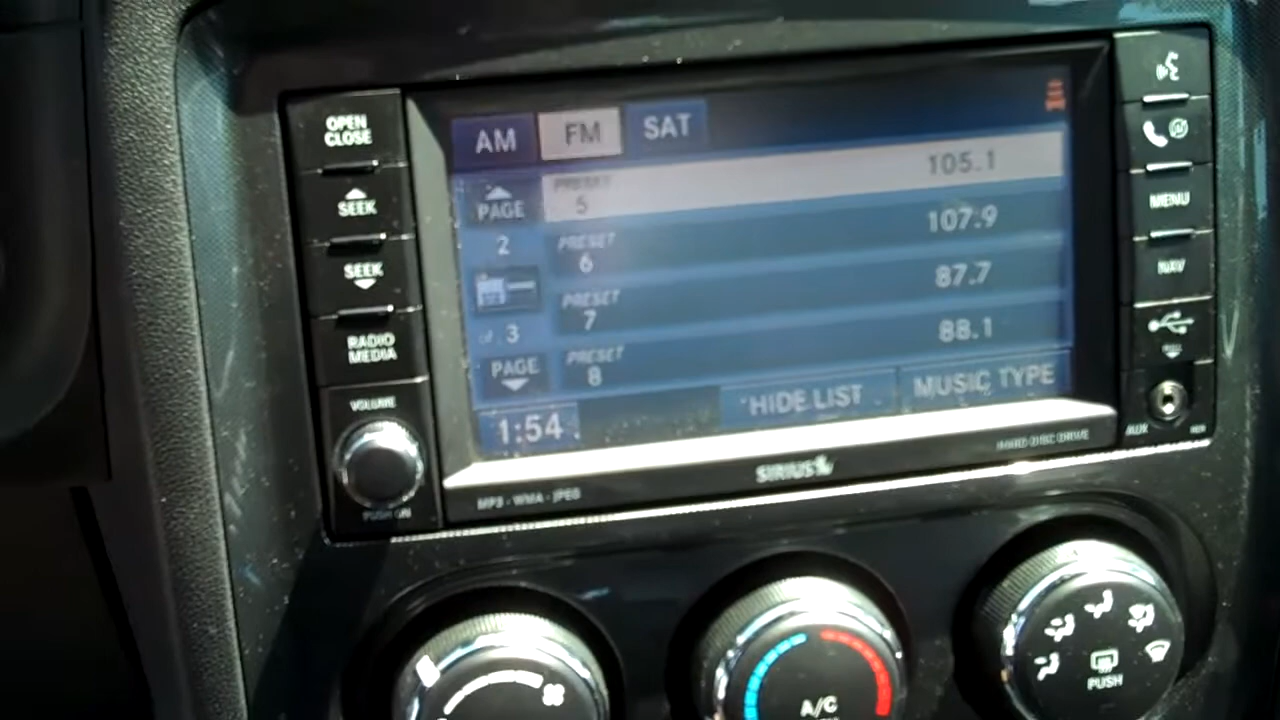 OPEN
CLOSE
SEEK
SEEK
RADIO
MEDIA
VOLUME
PUSH ON
AM FM SAT
PAGE
2
of 3
PAGE
PRESET
5 105.1
PRESET
6 107.9
PRESET
7 87.7
PRESET
8 88.1
1:54
HIDE LIST
MUSIC TYPE
MP3 - WMA - JPEG
SIRIUS
HARD DISC DRIVE
MENU
NAV
AUX
A/C
PUSH